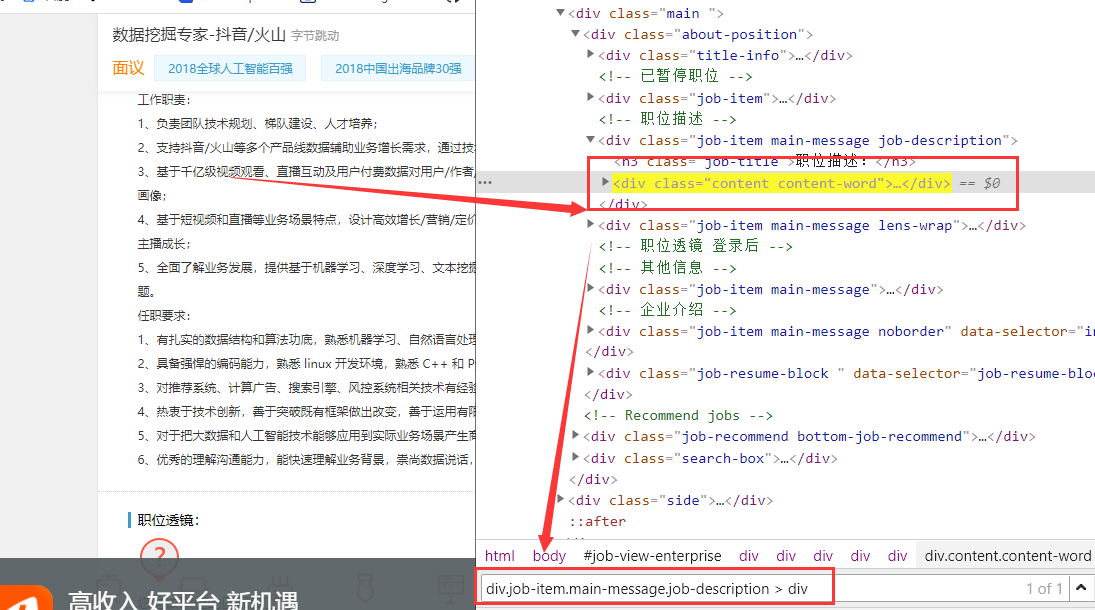 数据挖掘专家-抖音/火山 字节跳动
面议 2018全球人工智能百强 2018中国出海品牌30强
工作职责：
1、负责团队技术规划、梯队建设、人才培养；
2、支持抖音/火山等多个产品线数据辅助业务增长需求，通过技
3、基于千亿级视频观看、直播互动及用户付费数据对用户/作者
画像；
4、基于短视频和直播等业务场景特点，设计高效增长/营销/定价
主播成长；
5、全面了解业务发展，提供基于机器学习、深度学习、文本挖掘
题。
任职要求：
1、有扎实的数据结构和算法功底，熟悉机器学习、自然语言处理
2、具备强悍的编码能力，熟悉 linux 开发环境，熟悉 C++ 和 P
3、对推荐系统、计算广告、搜索引擎、风控系统相关技术有经验
4、热衷于技术创新，善于突破既有框架做出改变，善于运用有限
5、对于把大数据和人工智能技术能够应用到实际业务场景产生商
6、优秀的理解沟通能力，能快速理解业务背景，崇尚数据说话，
职位透镜：
?
高收入 好平台 新机遇
<div class="main ">
<div class="about-position">
<div class="title-info">…</div>
<!-- 已暂停职位 -->
<div class="job-item">…</div>
<!-- 职位描述 -->
<div class="job-item main-message job-description">
<h3 class="job-title">职位描述：</h3>
<div class="content content-word">…</div> == $0
</div>
<div class="job-item main-message lens-wrap">…</div>
<!-- 职位透镜 登录后 -->
<!-- 其他信息 -->
<div class="job-item main-message">…</div>
<!-- 企业介绍 -->
<div class="job-item main-message noborder" data-selector="in
</div>
<div class="job-resume-block " data-selector="job-resume-bloc
</div>
<!-- Recommend jobs -->
<div class="job-recommend bottom-job-recommend">…</div>
<div class="search-box">…</div>
</div>
<div class="side">…</div>
::after
html body #job-view-enterprise div div div div div div.content.content-word
div.job-item.main-message.job-description > div 1 of 1